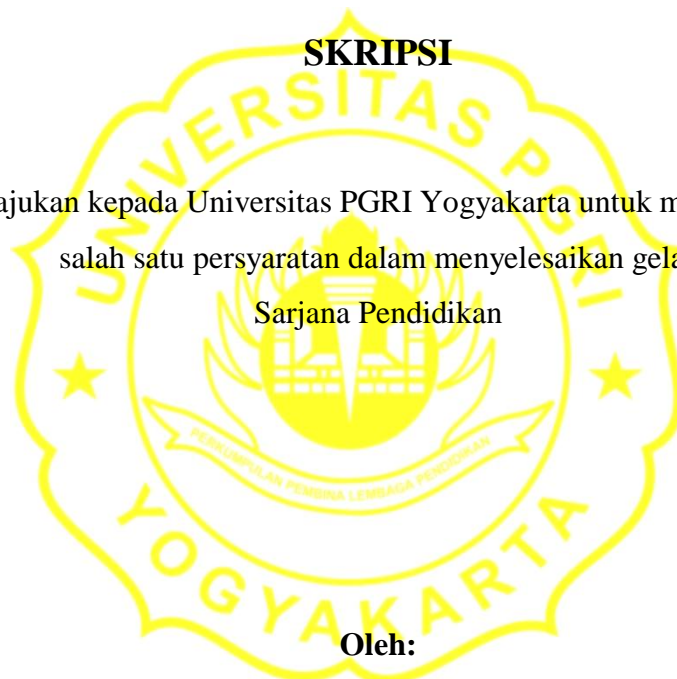 SKRIPSI
UNIVERSITAS PGRI
ajukan kepada Universitas PGRI Yogyakarta untuk m
salah satu persyaratan dalam menyelesaikan gela
Sarjana Pendidikan
PERKUMPULAN PEMBINA LEMBAGA PENDIDIKAN
YOGYAKARTA
Oleh: